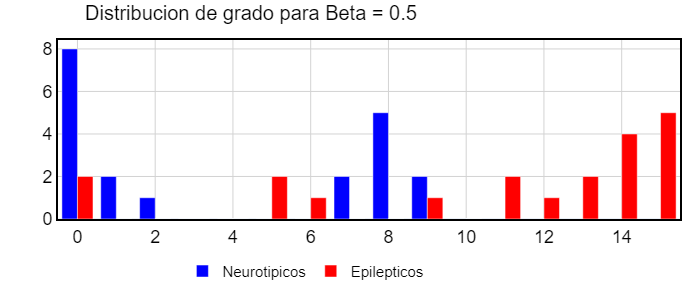 Distribucion de grado para Beta = 0.5
8
6
4
2
0
0 2 4 6 8 10 12 14
Neurotipicos Epilepticos